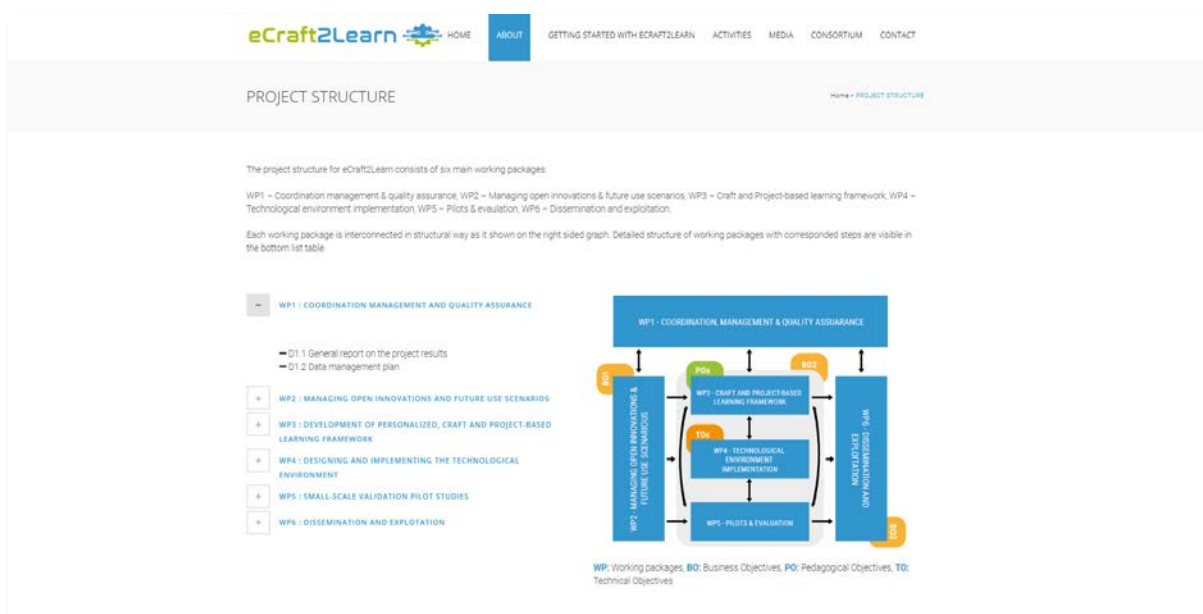 eCraft2Learn
HOME
ABOUT
GETTING STARTED WITH ECRAFT2LEARN
ACTIVITIES
MEDIA
CONSORTIUM
CONTACT
PROJECT STRUCTURE
Home » PROJECT STRUCTURE
The project structure for eCraft2Learn consists of six main working packages:
WP1 – Coordination management & quality assurance, WP2 – Managing open innovations & future use scenarios, WP3 – Craft and Project-based learning framework, WP4 –
Technological environment implementation, WP5 – Pilots & evaulation, WP6 – Dissemination and exploitation.
Each working package is interconnected in structural way as it shown on the right sided graph. Detailed structure of working packages with corresponded steps are visible in
the bottom list table.
WP1 : COORDINATION MANAGEMENT AND QUALITY ASSURANCE
D1.1 General report on the project results
D1.2 Data management plan
WP2 : MANAGING OPEN INNOVATIONS AND FUTURE USE SCENARIOS
WP3 : DEVELOPMENT OF PERSONALIZED, CRAFT AND PROJECT-BASED
LEARNING FRAMEWORK
WP4 : DESIGNING AND IMPLEMENTING THE TECHNOLOGICAL
ENVIRONMENT
WP5 : SMALL-SCALE VALIDATION PILOT STUDIES
WP6 : DISSEMINATION AND EXPLOTATION
WP1 - COORDINATION, MANAGEMENT & QUALITY ASSUARANCE
BO1
POs
BO2
WP2 - MANAGING OPEN INNOVATIONS &
FUTURE USE SCENARIOUS
WP3 - CRAFT AND PROJECT-BASED
LEARNING FRAMEWORK
TOs
WP4 - TECHNOLOGICAL
ENVIRONMENT
IMPLEMENTATION
WP5 - PILOTS & EVALUATION
WP6 - DISSEMINATION AND
EXPLOITATION
BO3
WP: Working packages, BO: Business Objectives, PO: Pedagogical Objectives, TO:
Technical Objectives